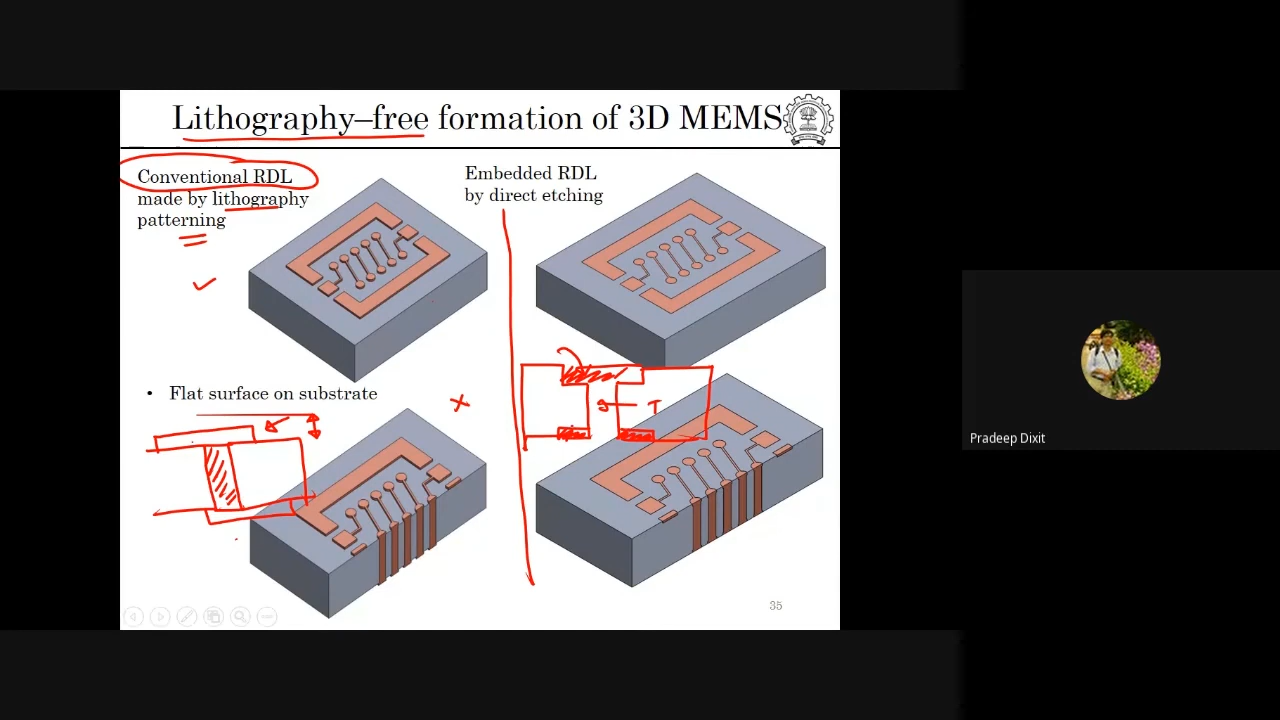 Lithography–free formation of 3D MEMS
Conventional RDL
made by lithography
patterning
Embedded RDL
by direct etching
• Flat surface on substrate
35
Pradeep Dixit